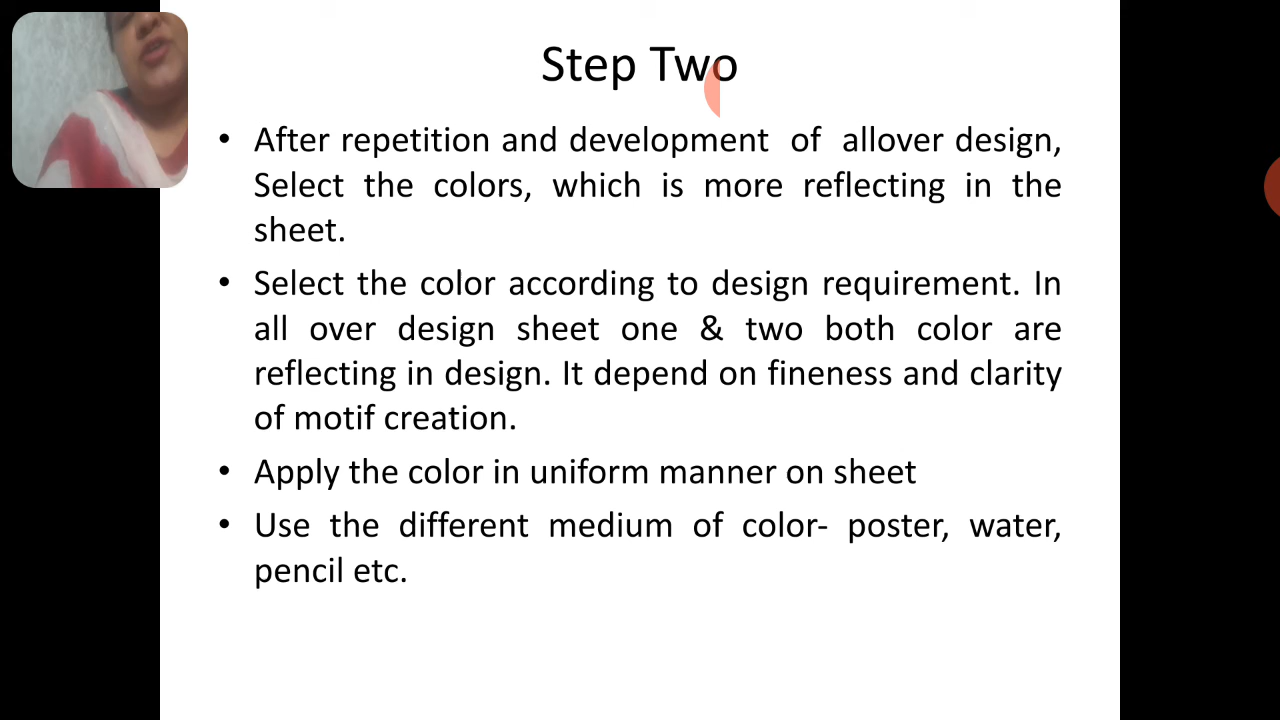 Step Two
• After repetition and development of allover design,
Select the colors, which is more reflecting in the
sheet.
• Select the color according to design requirement. In
all over design sheet one & two both color are
reflecting in design. It depend on fineness and clarity
of motif creation.
• Apply the color in uniform manner on sheet
• Use the different medium of color- poster, water,
pencil etc.